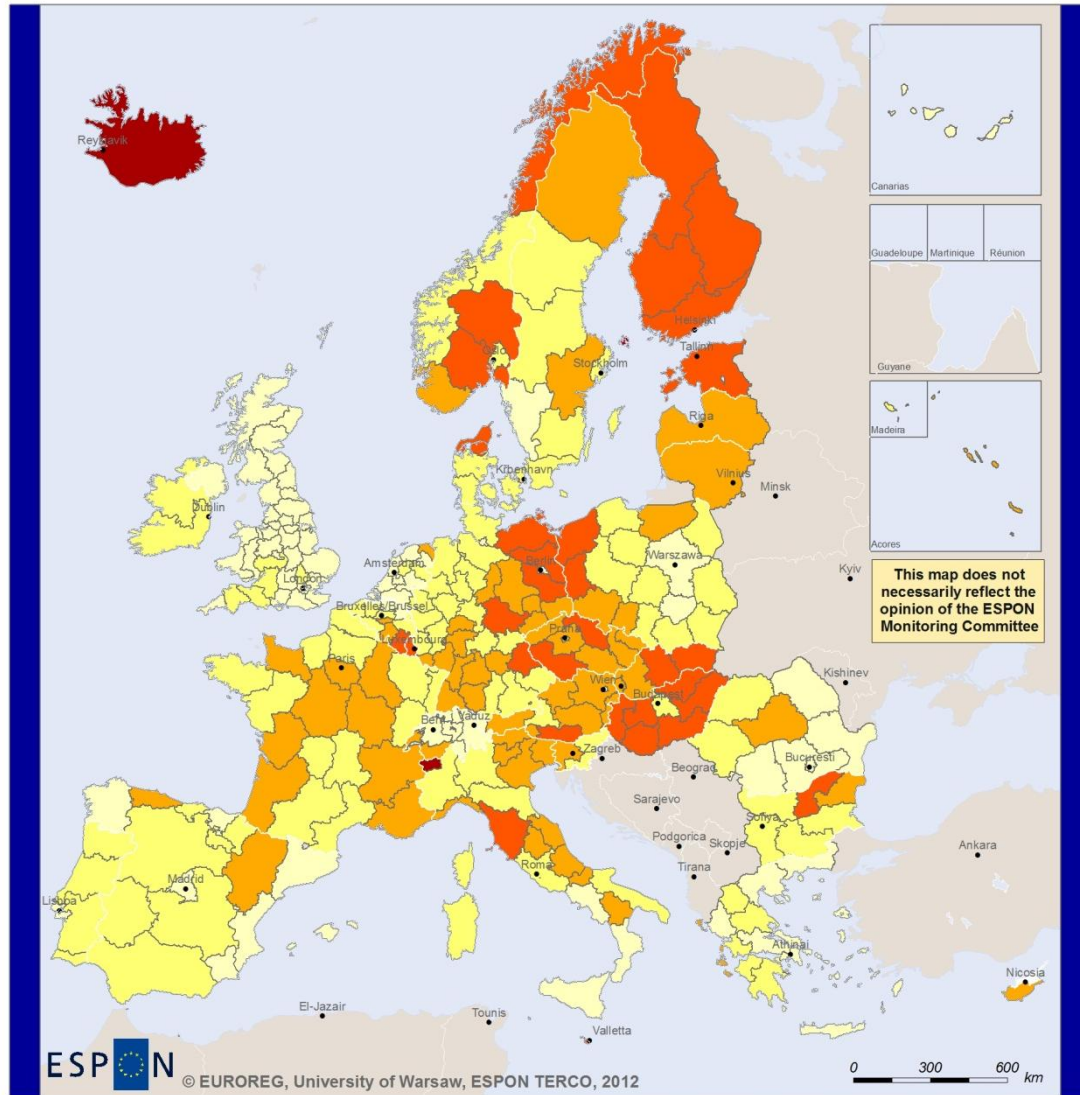 Reykjavik
Canarias
Guadeloupe
Martinique
Réunion
Guyane
Madeira
Acores
This map does not
necessarily reflect the
opinion of the ESPON
Monitoring Committee
Helsinki
Oslo
Tallinn
Stockholm
Riga
København
Vilnius
Minsk
Dublin
Amsterdam
Berlin
Warszawa
London
Kyiv
Bruxelles/Brussel
Luxembourg
Praha
Paris
Kishinev
Wien
Budapest
Bern
Vaduz
Zagreb
Bucuresti
Beograd
Sarajevo
Sofiya
Podgorica
Skopje
Ankara
Tirana
Roma
Madrid
Lisboa
Athinai
Nicosia
El-Jazair
Tounis
Valletta
ESPON
© EUROREG, University of Warsaw, ESPON TERCO, 2012
0 300 600
km